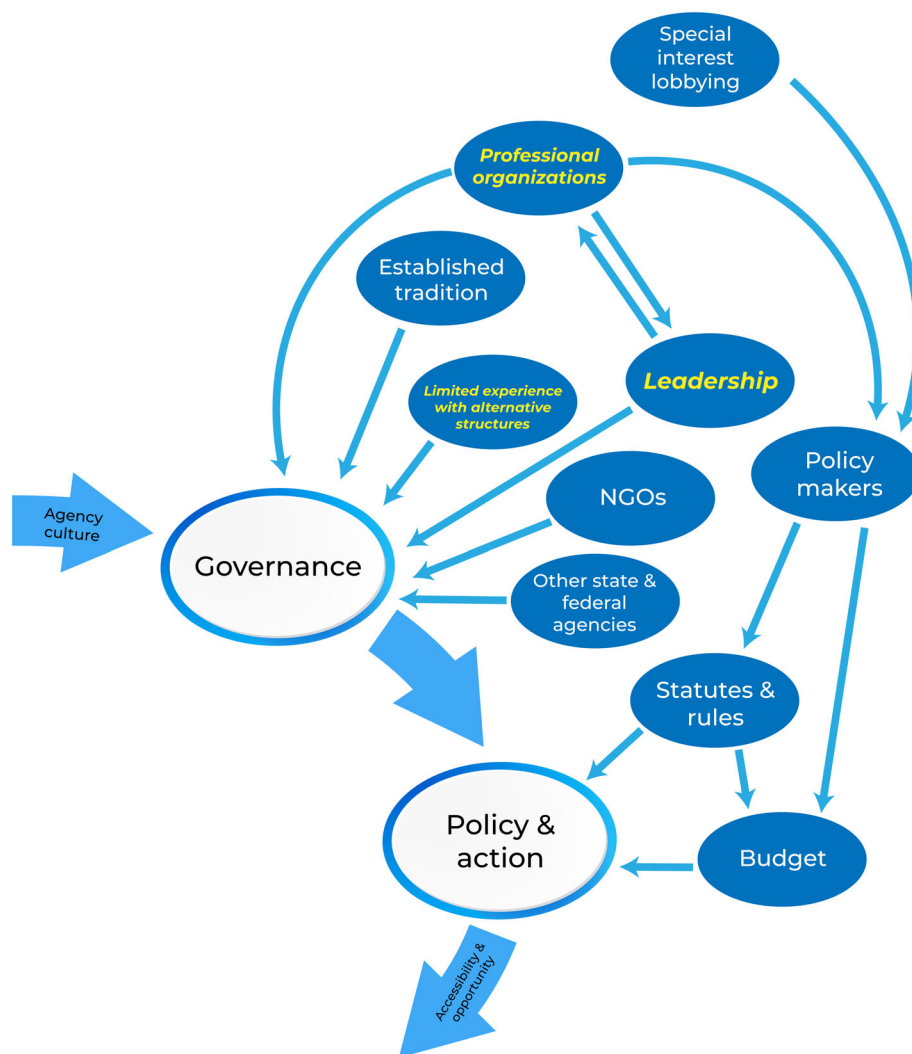 Special
interest
lobbying
Professional
organizations
Established
tradition
Leadership
Limited experience
with alternative
structures
Policy
makers
NGOs
Agency
culture
Governance
Other state &
federal
agencies
Statutes &
rules
Policy &
action
Budget
Accessibility &
opportunity